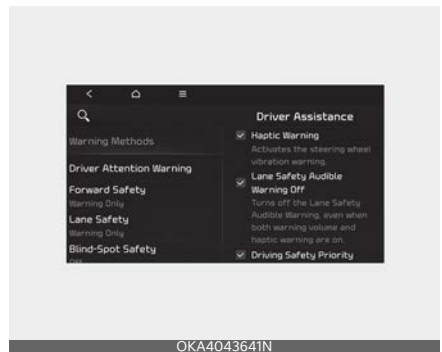 Driver Assistance
Warning Methods
Driver Attention Warning
Forward Safety
Warning Only
Lane Safety
Warning Only
Blind-Spot Safety
Off
Haptic Warning
Activates the steering wheel
vibration warning.
Lane Safety Audible
Warning Off
Turns off the Lane Safety
Audible Warning, even when
both warning volume and
haptic warning are on.
Driving Safety Priority
OKA4043641N